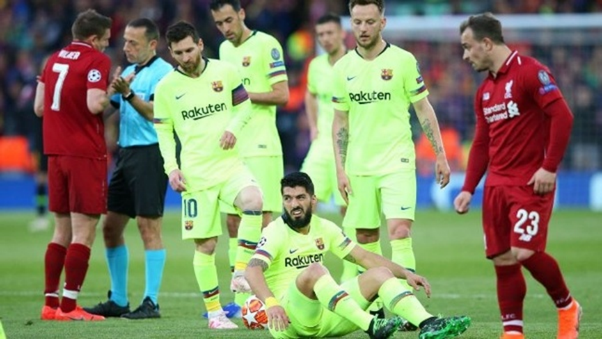 MILNER
7
Rakuten
10
Rakuten
Rakuten
Standard
Chartered
23